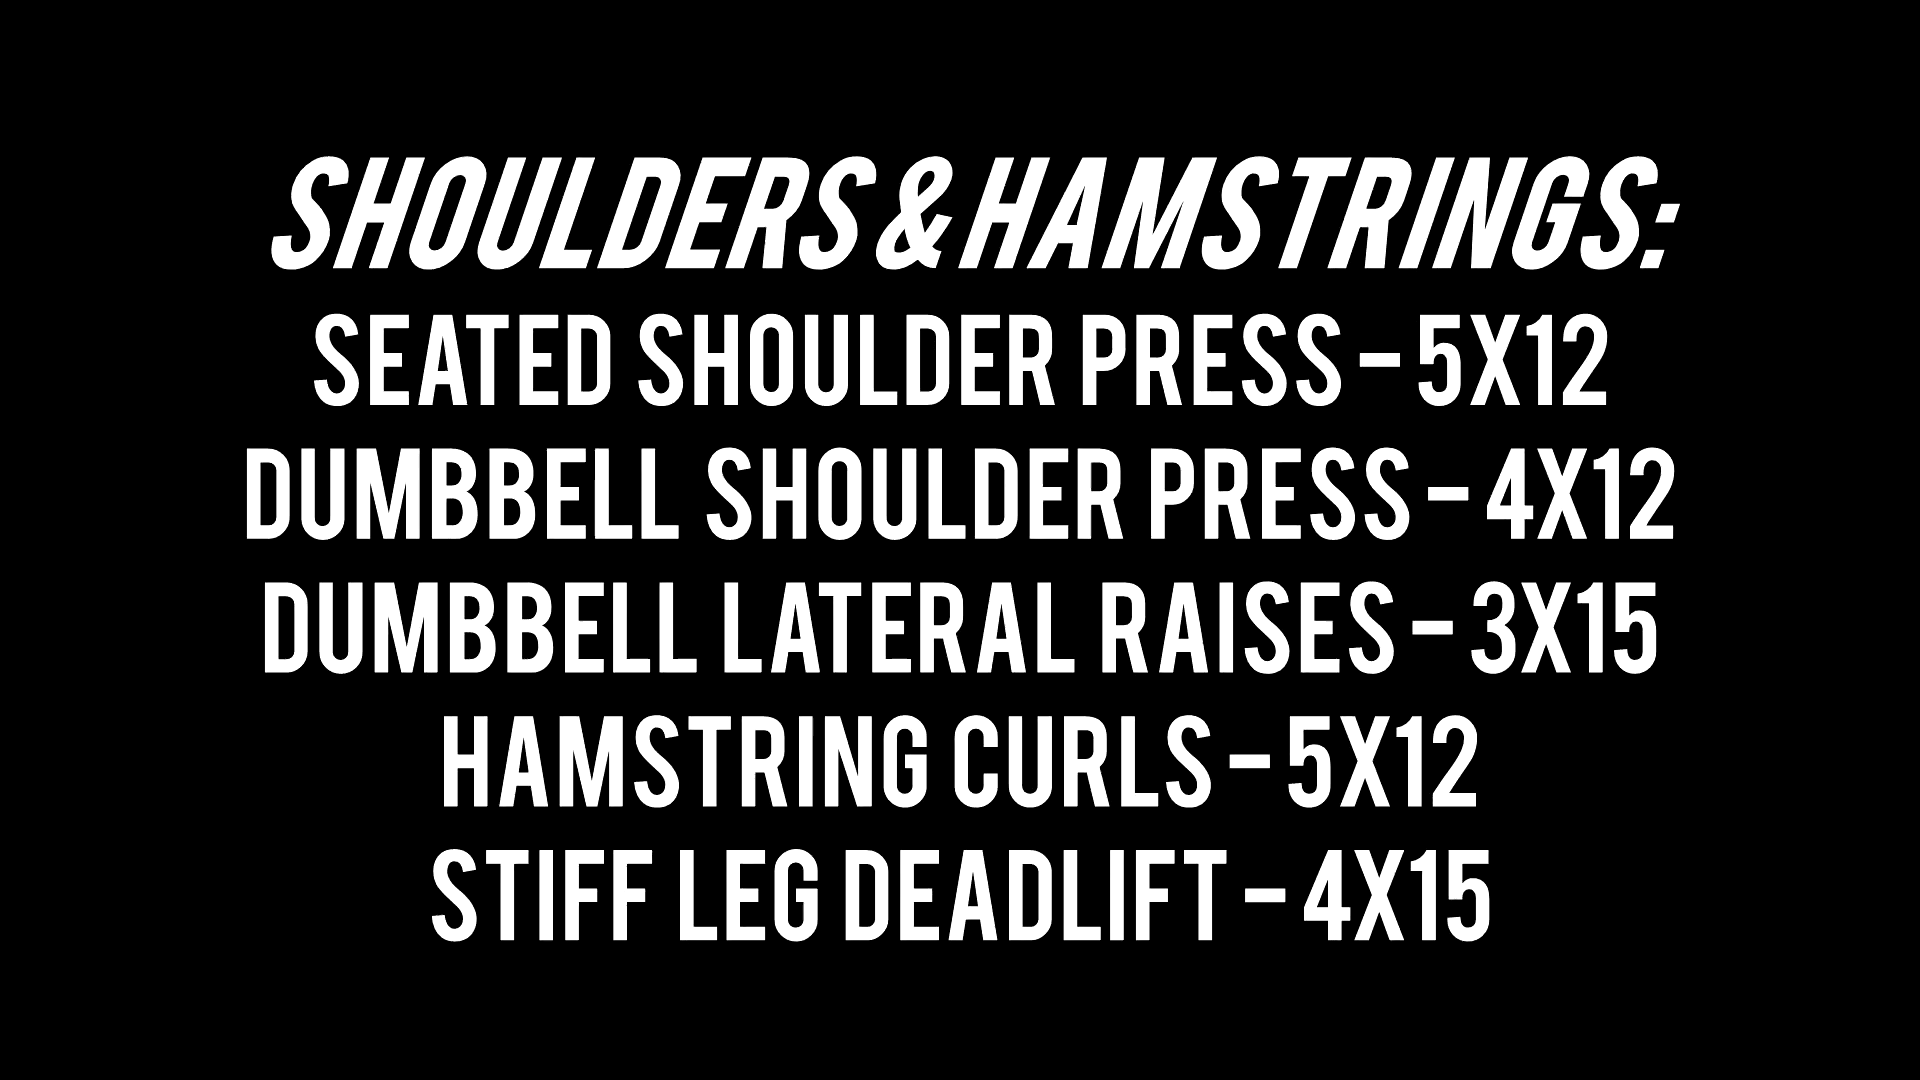 SHOULDERS & HAMSTRINGS:
SEATED SHOULDER PRESS – 5X12
DUMBBELL SHOULDER PRESS – 4X12
DUMBBELL LATERAL RAISES – 3X15
HAMSTRING CURLS – 5X12
STIFF LEG DEADLIFT – 4X15